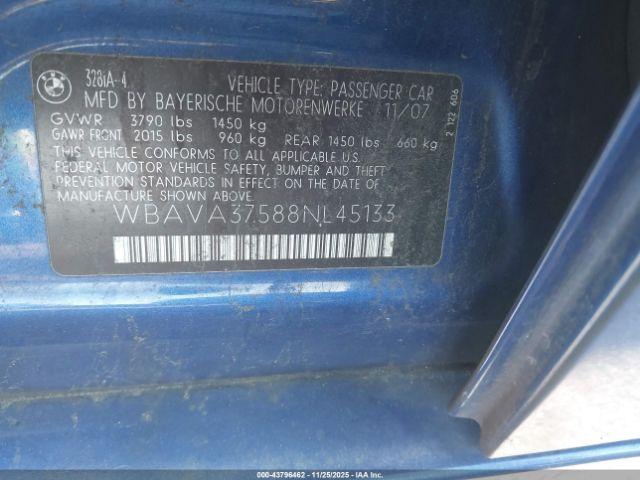 BMW
328iA-4 VEHICLE TYPE: PASSENGER CAR
MFD BY BAYERISCHE MOTORENWERKE 11/07
GVWR 3790 lbs 1450 kg
GAWR FRONT 2015 lbs 960 kg REAR 1450 lbs 660 kg
THIS VEHICLE CONFORMS TO ALL APPLICABLE U.S.
FEDERAL MOTOR VEHICLE SAFETY, BUMPER AND THEFT
PREVENTION STANDARDS IN EFFECT ON THE DATE OF
MANUFACTURE SHOWN ABOVE.
WBAVA37588NL45133
2 122 606
© 43796462 - 11/25/2025 - IAAI.COM